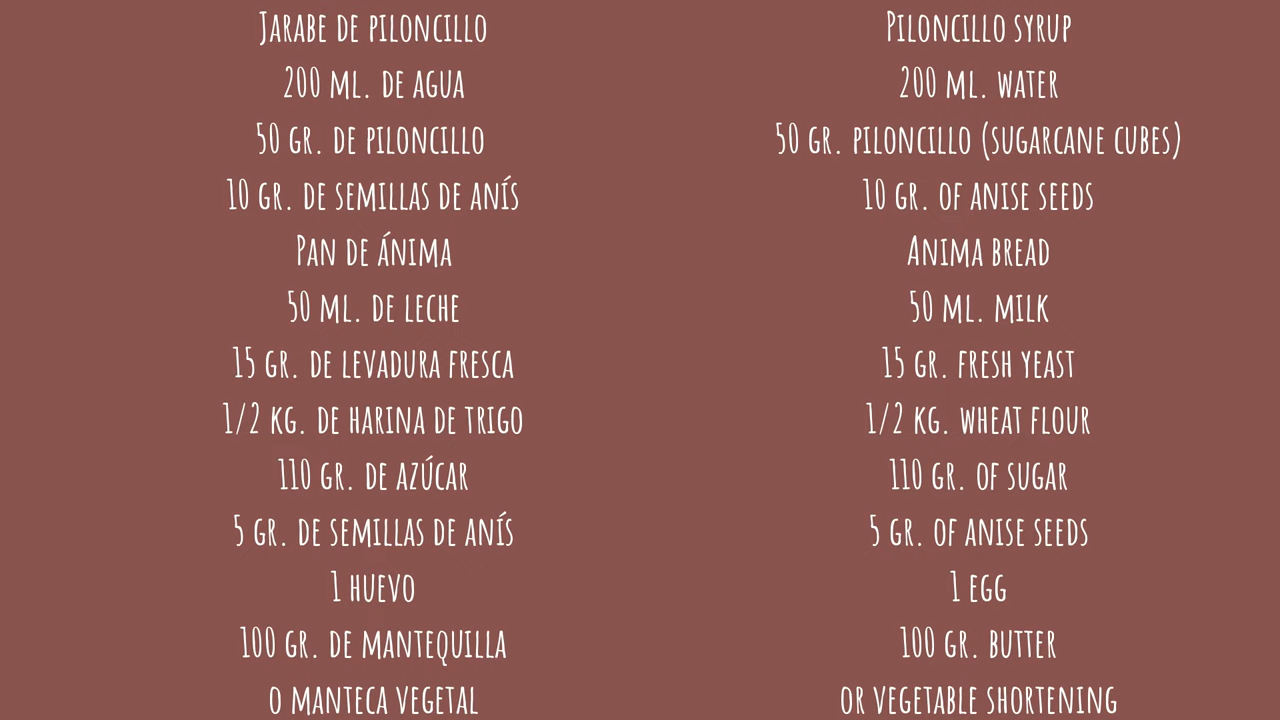 Jarabe de piloncillo
200 ml. de agua
50 gr. de piloncillo
10 gr. de semillas de anís
Pan de ánima
50 ml. de leche
15 gr. de levadura fresca
1/2 kg. de harina de trigo
110 gr. de azúcar
5 gr. de semillas de anís
1 huevo
100 gr. de mantequilla
o manteca vegetal
Piloncillo syrup
200 ml. water
50 gr. piloncillo (sugarcane cubes)
10 gr. of anise seeds
Anima bread
50 ml. milk
15 gr. fresh yeast
1/2 kg. wheat flour
110 gr. of sugar
5 gr. of anise seeds
1 egg
100 gr. butter
or vegetable shortening